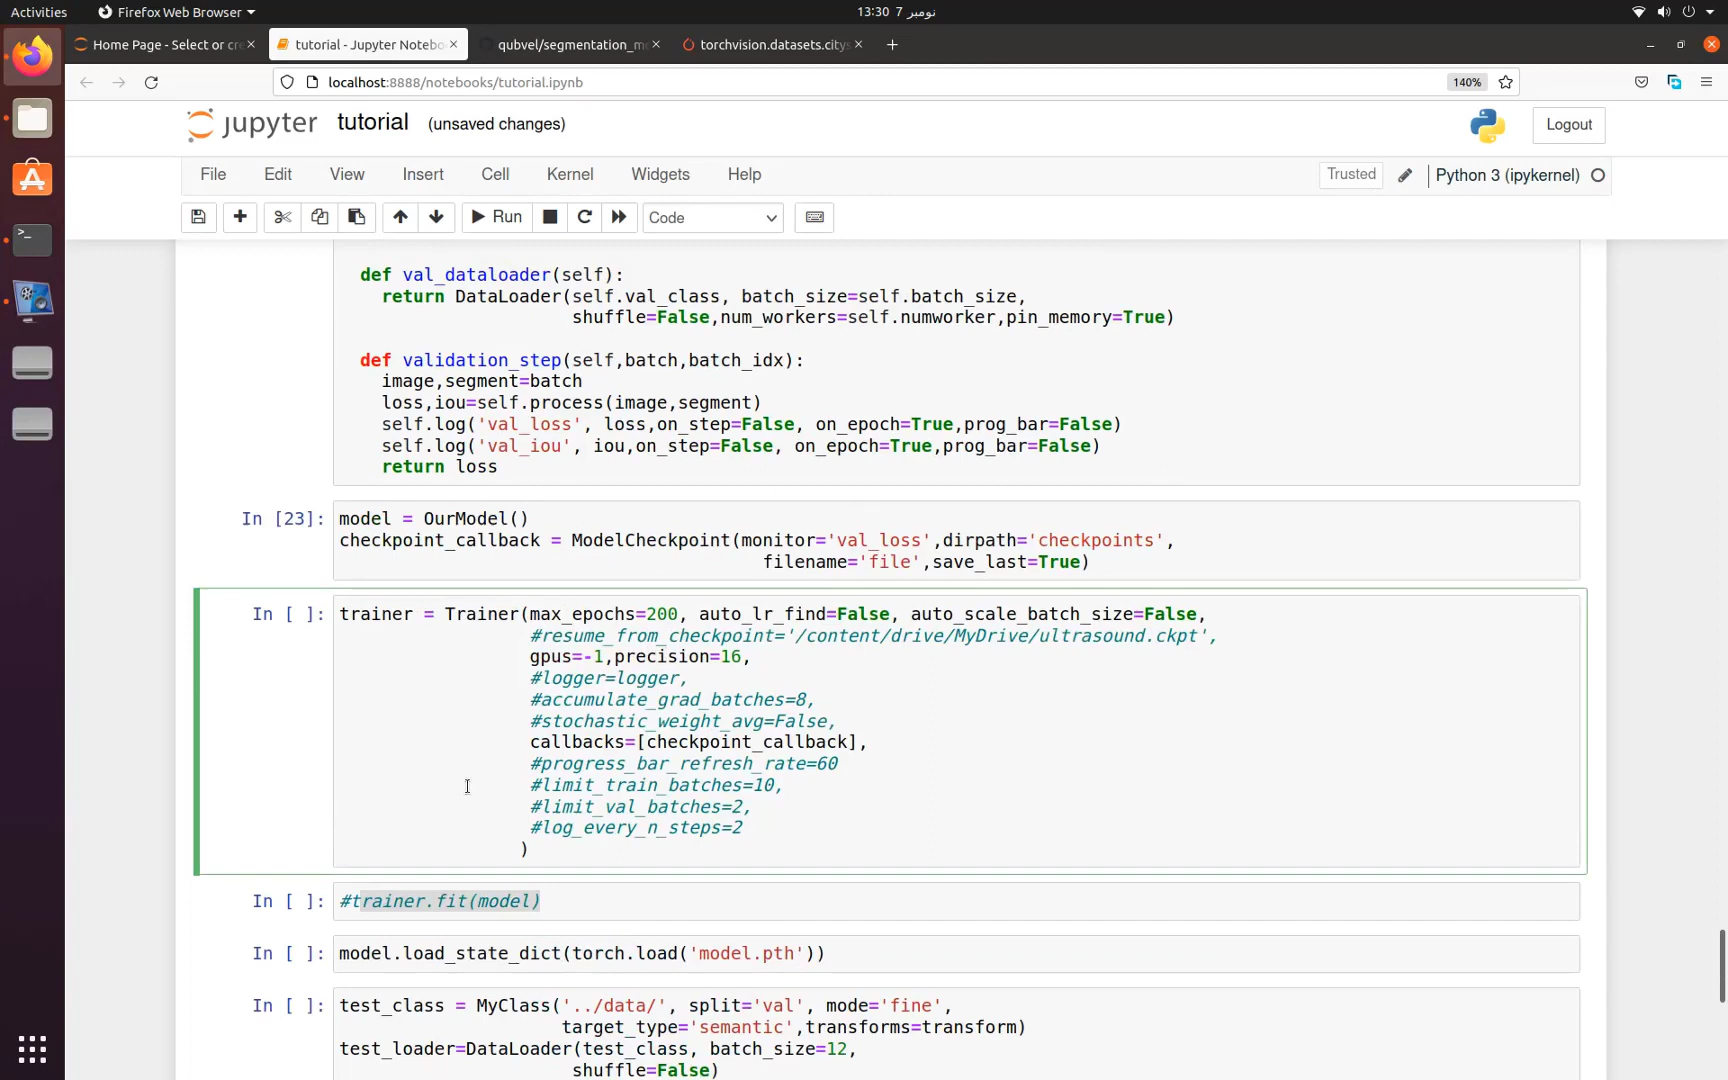 Activities
Firefox Web Browser
13:30 7 نومبر
Home Page - Select or cre
tutorial - Jupyter Notebo
qubvel/segmentation_m
torchvision.datasets.citys
localhost:8888/notebooks/tutorial.ipynb
140%
jupyter tutorial (unsaved changes)
Logout
File Edit View Insert Cell Kernel Widgets Help
Trusted
Python 3 (ipykernel)
Run
Code
def val_dataloader(self):
return DataLoader(self.val_class, batch_size=self.batch_size,
shuffle=False,num_workers=self.numworker,pin_memory=True)
def validation_step(self,batch,batch_idx):
image,segment=batch
loss,iou=self.process(image,segment)
self.log('val_loss', loss,on_step=False, on_epoch=True,prog_bar=False)
self.log('val_iou', iou,on_step=False, on_epoch=True,prog_bar=False)
return loss
In [23]: model = OurModel()
checkpoint_callback = ModelCheckpoint(monitor='val_loss',dirpath='checkpoints',
filename='file',save_last=True)
In [ ]: trainer = Trainer(max_epochs=200, auto_lr_find=False, auto_scale_batch_size=False,
#resume_from_checkpoint='/content/drive/MyDrive/ultrasound.ckpt',
gpus=-1,precision=16,
#logger=logger,
#accumulate_grad_batches=8,
#stochastic_weight_avg=False,
callbacks=[checkpoint_callback],
#progress_bar_refresh_rate=60
#limit_train_batches=10,
#limit_val_batches=2,
#log_every_n_steps=2
)
In [ ]: #trainer.fit(model)
In [ ]: model.load_state_dict(torch.load('model.pth'))
In [ ]: test_class = MyClass('../data/', split='val', mode='fine',
target_type='semantic',transforms=transform)
test_loader=DataLoader(test_class, batch_size=12,
shuffle=False)